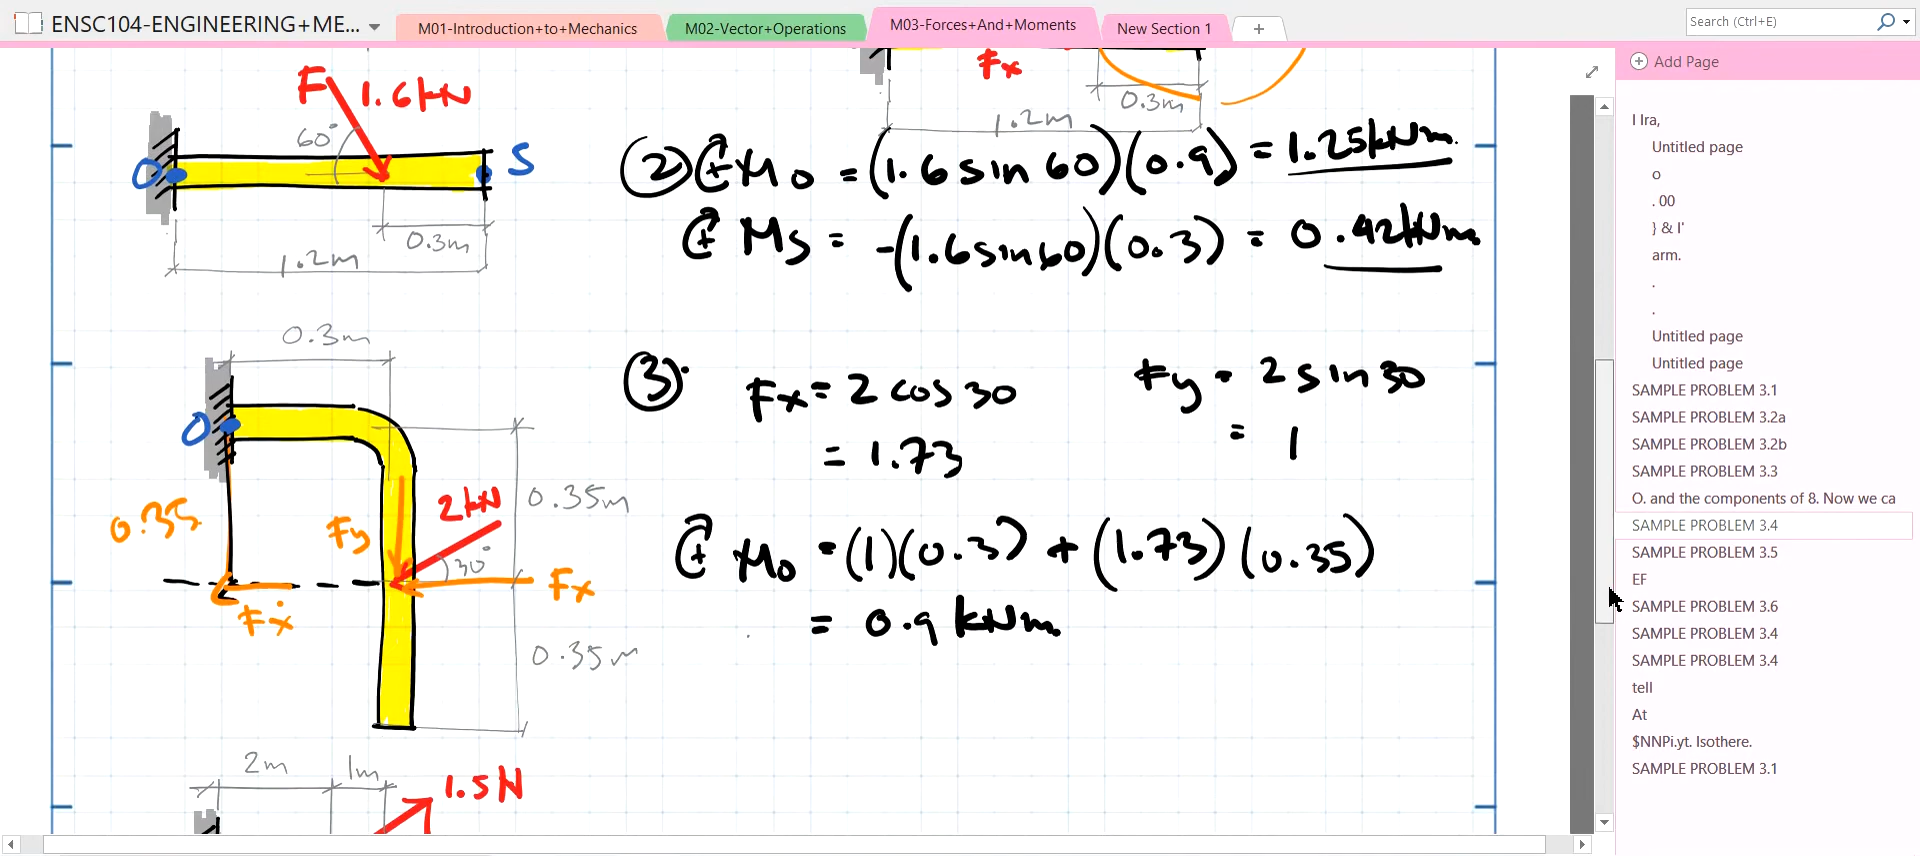 ENSC104-ENGINEERING+ME...
M01-Introduction+to+Mechanics
M02-Vector+Operations
M03-Forces+And+Moments
New Section 1
+
Search (Ctrl+E)
Add Page
I Ira,
Untitled page
o
. 00
} & I'
arm.
.
.
Untitled page
Untitled page
SAMPLE PROBLEM 3.1
SAMPLE PROBLEM 3.2a
SAMPLE PROBLEM 3.2b
SAMPLE PROBLEM 3.3
O. and the components of 8. Now we ca
SAMPLE PROBLEM 3.4
SAMPLE PROBLEM 3.5
EF
SAMPLE PROBLEM 3.6
SAMPLE PROBLEM 3.4
SAMPLE PROBLEM 3.4
tell
At
$NNPi.yt. Isothere.
SAMPLE PROBLEM 3.1
F 1.6kN
60°
O
S
0.3m
1.2m
Fx
0.3m
1.2m
(2) + Mo = (1.6 sin 60)(0.9) = 1.25kNm.
+ Ms = -(1.6sin60)(0.3) = 0.42kNm
0.3m
O
0.35
Fy
2kN
30°
0.35m
Fx
Fx
0.35m
(3). Fx = 2 cos 30 Fy = 2 sin 30
= 1.73 = 1
+ Mo = (1)(0.3) + (1.73)(0.35)
= 0.9 kNm
2m
1m
1.5N